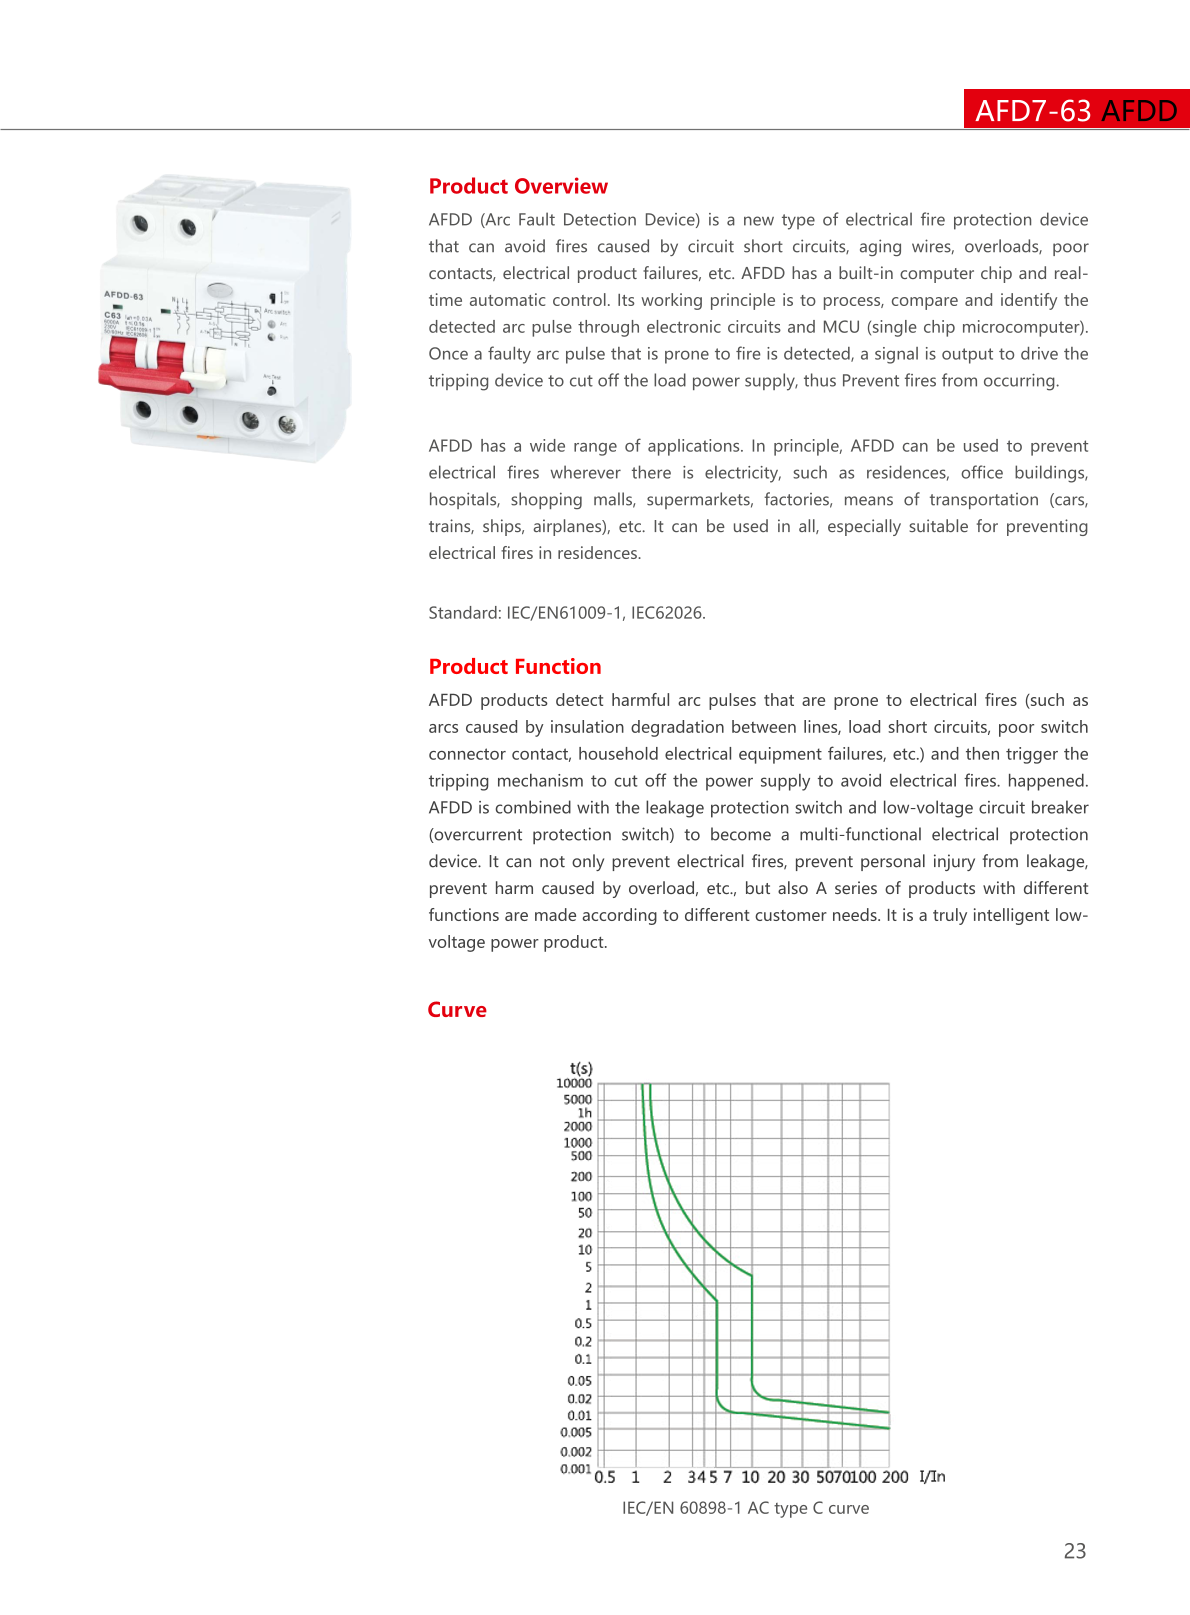 AFD7-63 AFDD
Product Overview
AFDD (Arc Fault Detection Device) is a new type of electrical fire protection device
that can avoid fires caused by circuit short circuits, aging wires, overloads, poor
contacts, electrical product failures, etc. AFDD has a built-in computer chip and real-
time automatic control. Its working principle is to process, compare and identify the
detected arc pulse through electronic circuits and MCU (single chip microcomputer).
Once a faulty arc pulse that is prone to fire is detected, a signal is output to drive the
tripping device to cut off the load power supply, thus Prevent fires from occurring.
AFDD has a wide range of applications. In principle, AFDD can be used to prevent
electrical fires wherever there is electricity, such as residences, office buildings,
hospitals, shopping malls, supermarkets, factories, means of transportation (cars,
trains, ships, airplanes), etc. It can be used in all, especially suitable for preventing
electrical fires in residences.
Standard: IEC/EN61009-1, IEC62026.
Product Function
AFDD products detect harmful arc pulses that are prone to electrical fires (such as
arcs caused by insulation degradation between lines, load short circuits, poor switch
connector contact, household electrical equipment failures, etc.) and then trigger the
tripping mechanism to cut off the power supply to avoid electrical fires. happened.
AFDD is combined with the leakage protection switch and low-voltage circuit breaker
(overcurrent protection switch) to become a multi-functional electrical protection
device. It can not only prevent electrical fires, prevent personal injury from leakage,
prevent harm caused by overload, etc., but also A series of products with different
functions are made according to different customer needs. It is a truly intelligent low-
voltage power product.
Curve
t(s)
10000
5000
1h
2000
1000
500
200
100
50
20
10
5
2
1
0.5
0.2
0.1
0.05
0.02
0.01
0.005
0.002
0.001
0.5 1 2 3 4 5 7 10 20 30 50 70 100 200 I/In
IEC/EN 60898-1 AC type C curve
AFDD-63
C63
6000A
230V
Arc switch
Arc Test
23